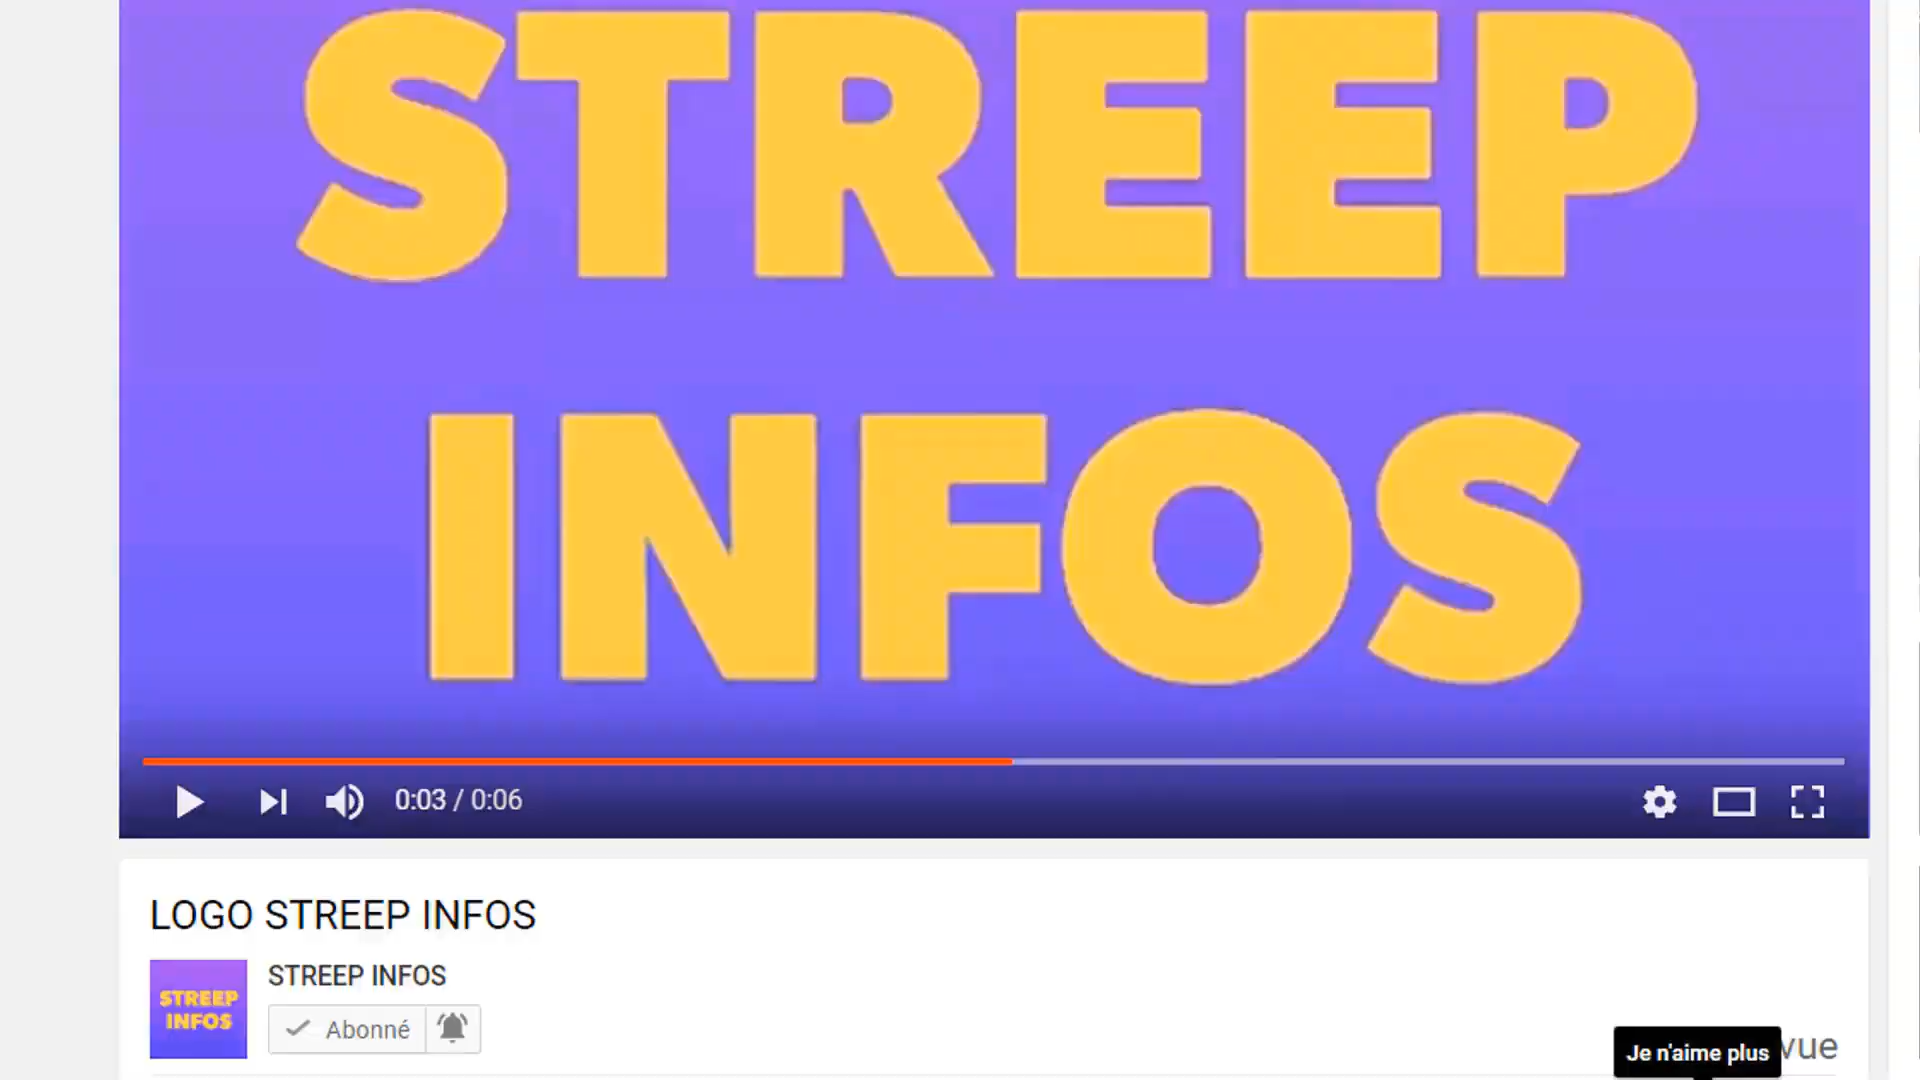 STREEP
INFOS
0:03 / 0:06
LOGO STREEP INFOS
STREEP INFOS
STREEP
INFOS
Abonné
vue
Je n'aime plus